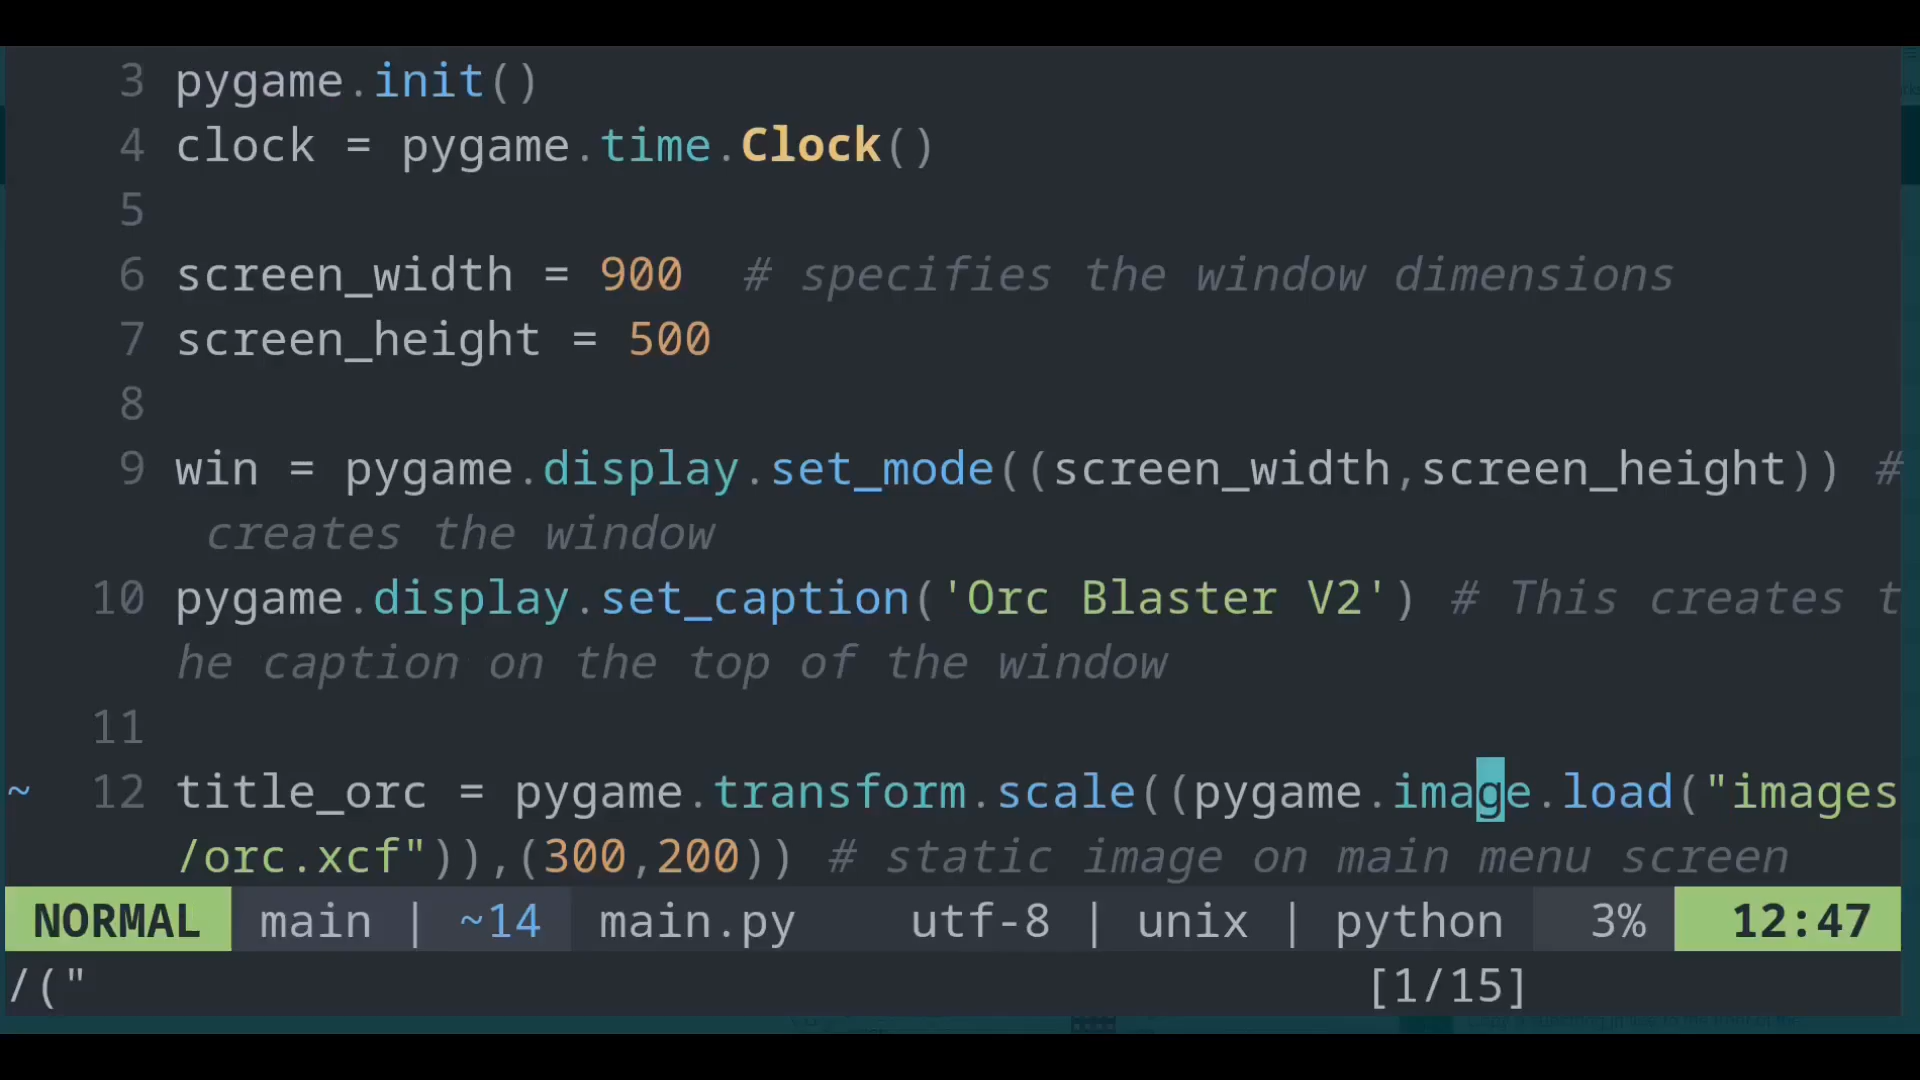 3 pygame.init()
4 clock = pygame.time.Clock()
5
6 screen_width = 900  # specifies the window dimensions
7 screen_height = 500
8
9 win = pygame.display.set_mode((screen_width,screen_height)) #
creates the window
10 pygame.display.set_caption('Orc Blaster V2') # This creates t
he caption on the top of the window
11
~ 12 title_orc = pygame.transform.scale((pygame.image.load("images
/orc.xcf")),(300,200)) # static image on main menu screen
NORMAL main | ~14 main.py utf-8 | unix | python 3% 12:47
/(" [1/15]